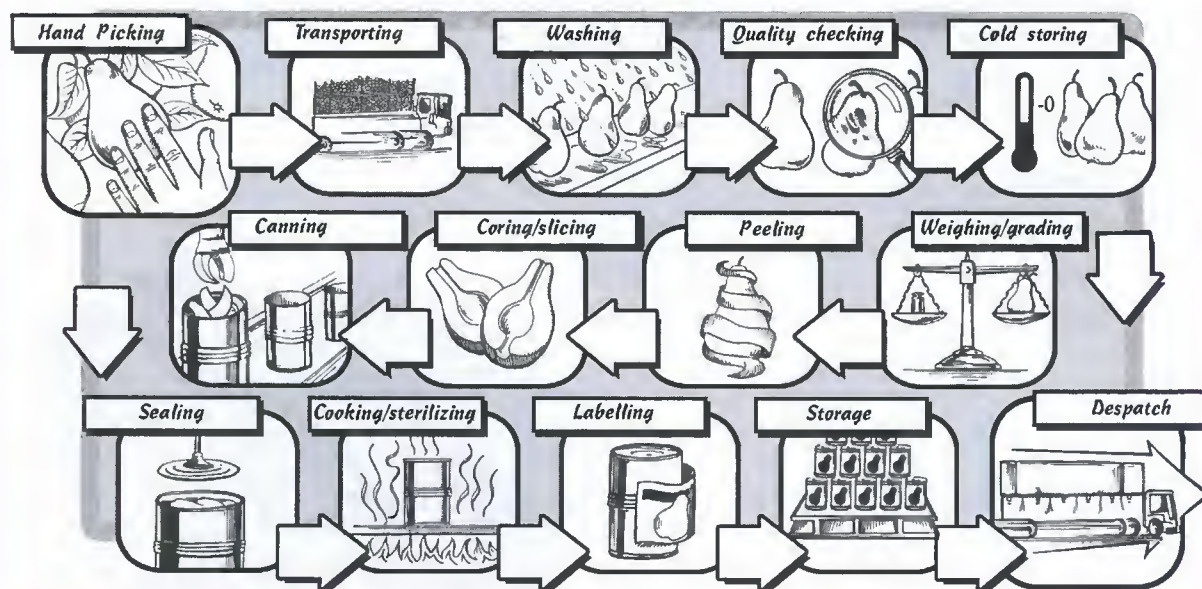 Hand Picking
Transporting
Washing
Quality checking
Cold storing
-0
Weighing/grading
Peeling
Coring/slicing
Canning
Sealing
Cooking/sterilizing
Labelling
Storage
Despatch